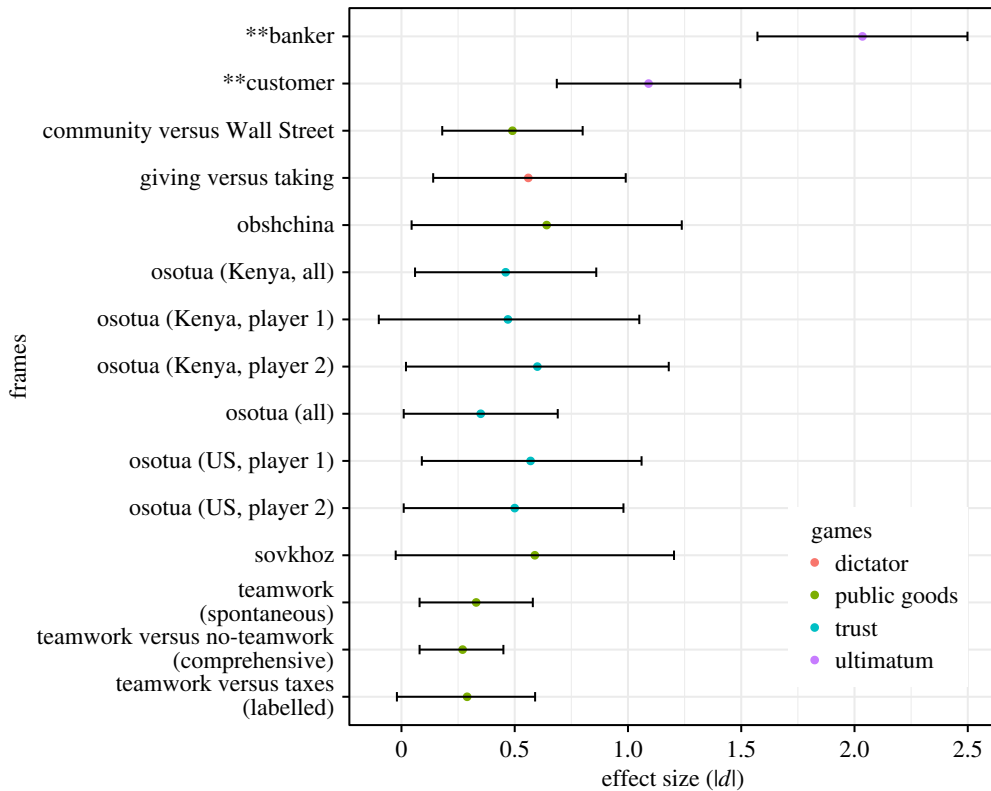 **banker
**customer
community versus Wall Street
giving versus taking
obshchina
osotua (Kenya, all)
osotua (Kenya, player 1)
osotua (Kenya, player 2)
osotua (all)
osotua (US, player 1)
osotua (US, player 2)
sovkhoz
teamwork
(spontaneous)
teamwork versus no-teamwork
(comprehensive)
teamwork versus taxes
(labelled)
frames
games
dictator
public goods
trust
ultimatum
0 0.5 1.0 1.5 2.0 2.5
effect size (|d|)